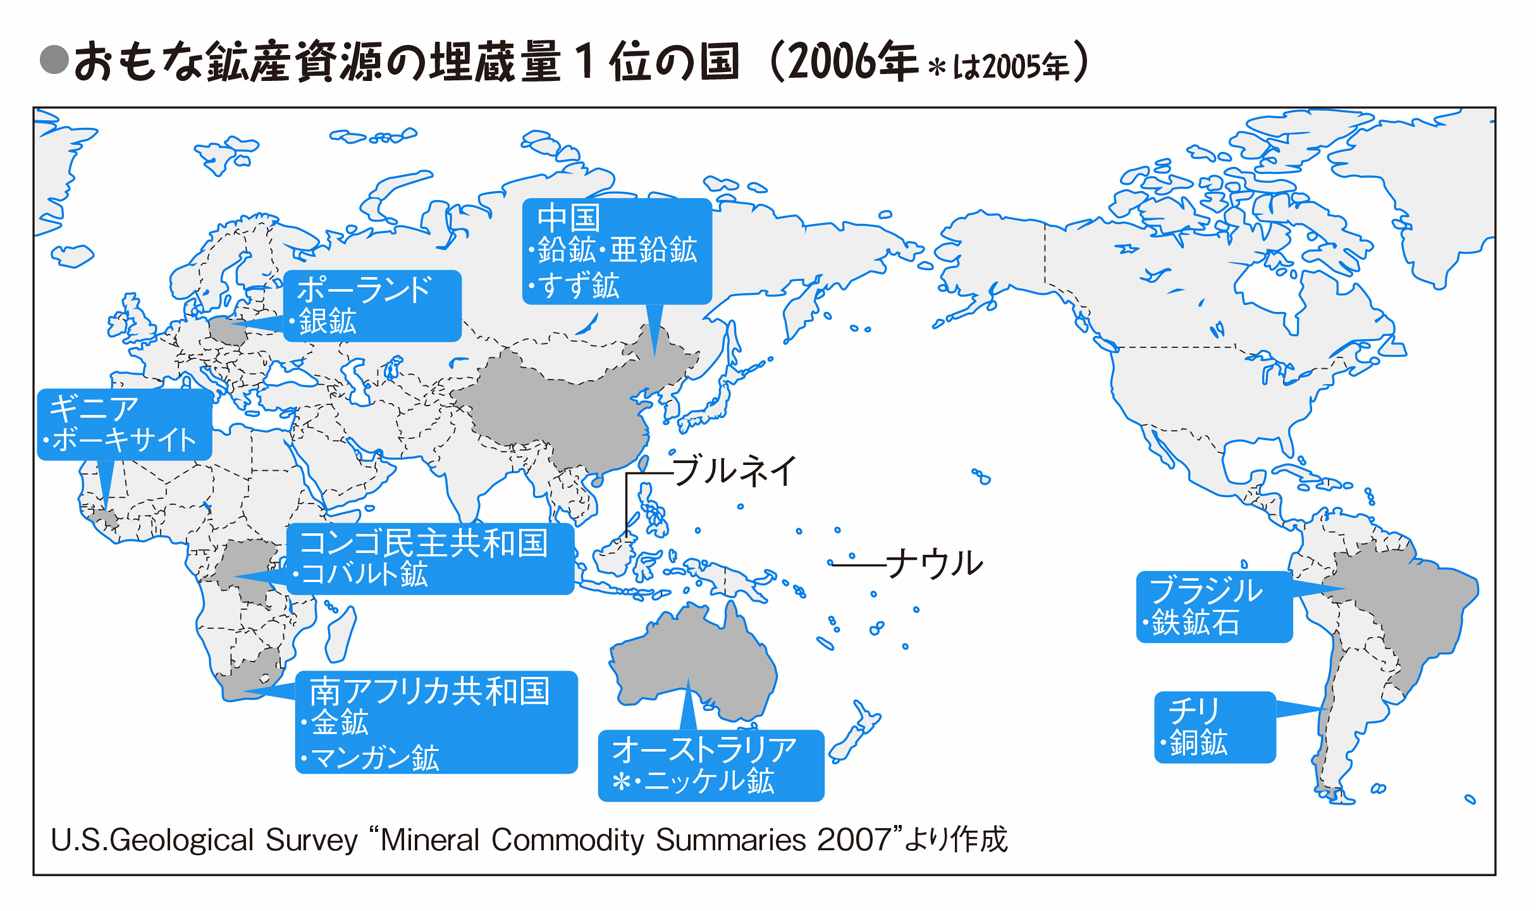 ●おもな鉱産資源の埋蔵量1位の国（2006年＊は2005年）
中国
・鉛鉱・亜鉛鉱
・すず鉱
ポーランド
・銀鉱
ギニア
・ボーキサイト
ブルネイ
コンゴ民主共和国
・コバルト鉱
ナウル
ブラジル
・鉄鉱石
南アフリカ共和国
・金鉱
・マンガン鉱
オーストラリア
＊・ニッケル鉱
チリ
・銅鉱
U.S.Geological Survey “Mineral Commodity Summaries 2007”より作成